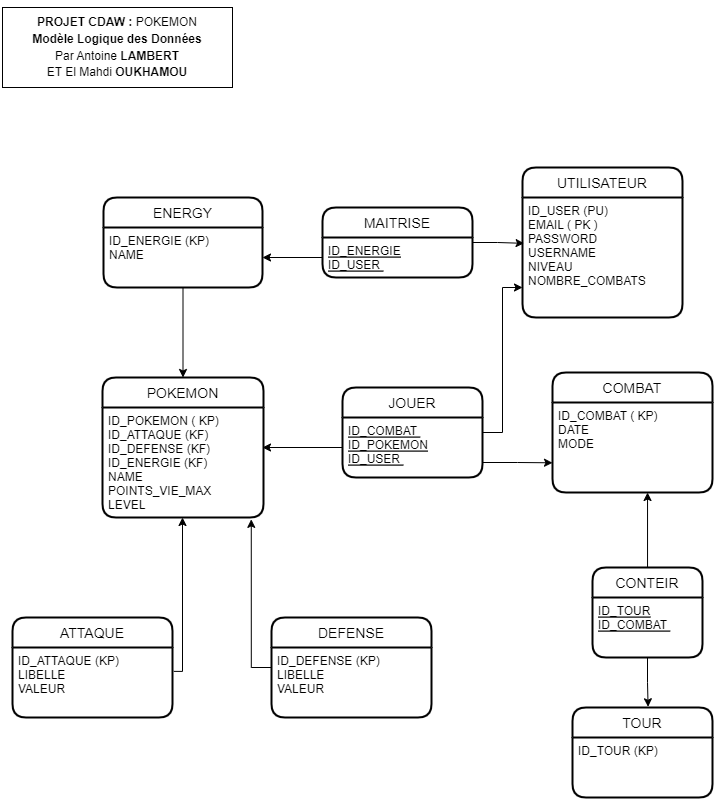 PROJET CDAW : POKEMON
Modèle Logique des Données
Par Antoine LAMBERT
ET El Mahdi OUKHAMOU
ENERGY
ID_ENERGIE (KP)
NAME
MAITRISE
ID_ENERGIE
ID_USER
UTILISATEUR
ID_USER (PU)
EMAIL ( PK )
PASSWORD
USERNAME
NIVEAU
NOMBRE_COMBATS
POKEMON
ID_POKEMON ( KP)
ID_ATTAQUE (KF)
ID_DEFENSE (KF)
ID_ENERGIE (KF)
NAME
POINTS_VIE_MAX
LEVEL
JOUER
ID_COMBAT
ID_POKEMON
ID_USER
COMBAT
ID_COMBAT ( KP)
DATE
MODE
CONTEIR
ID_TOUR
ID_COMBAT
ATTAQUE
ID_ATTAQUE (KP)
LIBELLE
VALEUR
DEFENSE
ID_DEFENSE (KP)
LIBELLE
VALEUR
TOUR
ID_TOUR (KP)